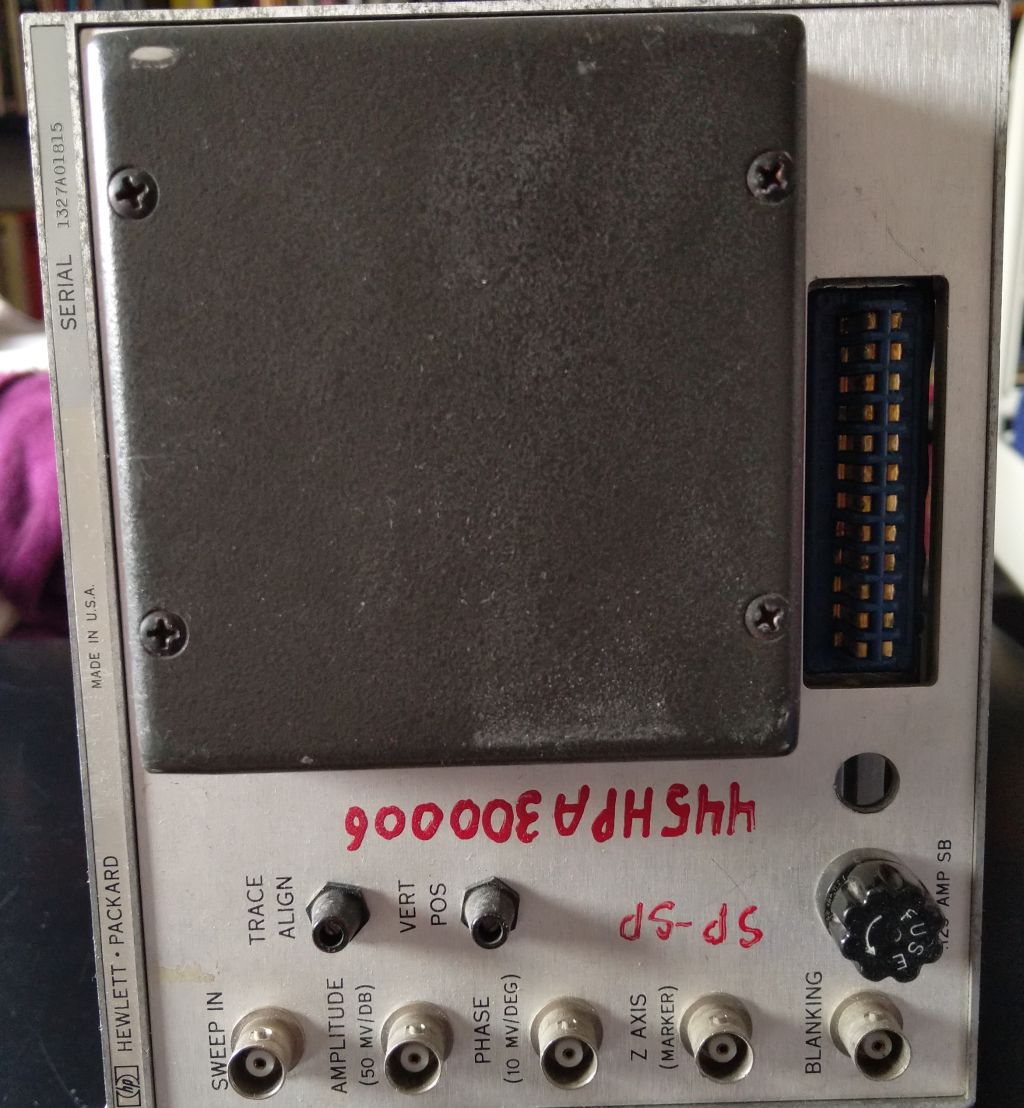 hp HEWLETT • PACKARD
MADE IN U.S.A.
SERIAL 1327A01815
TRACE
ALIGN
VERT
POS
445HPA300006
SP-SP
SWEEP IN
AMPLITUDE
(50 MV/DB)
PHASE
(10 MV/DEG)
Z AXIS
(MARKER)
BLANKING
FUSE
AMP SB